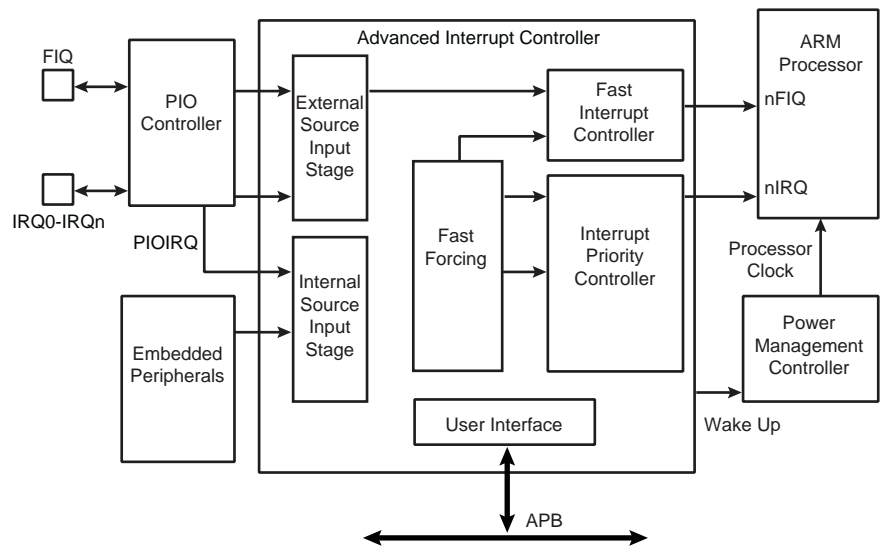 FIQ
IRQ0-IRQn
PIO
Controller
PIOIRQ
Embedded
Peripherals
Advanced Interrupt Controller
External
Source
Input
Stage
Internal
Source
Input
Stage
Fast
Forcing
Fast
Interrupt
Controller
Interrupt
Priority
Controller
User Interface
APB
ARM
Processor
nFIQ
nIRQ
Processor
Clock
Power
Management
Controller
Wake Up